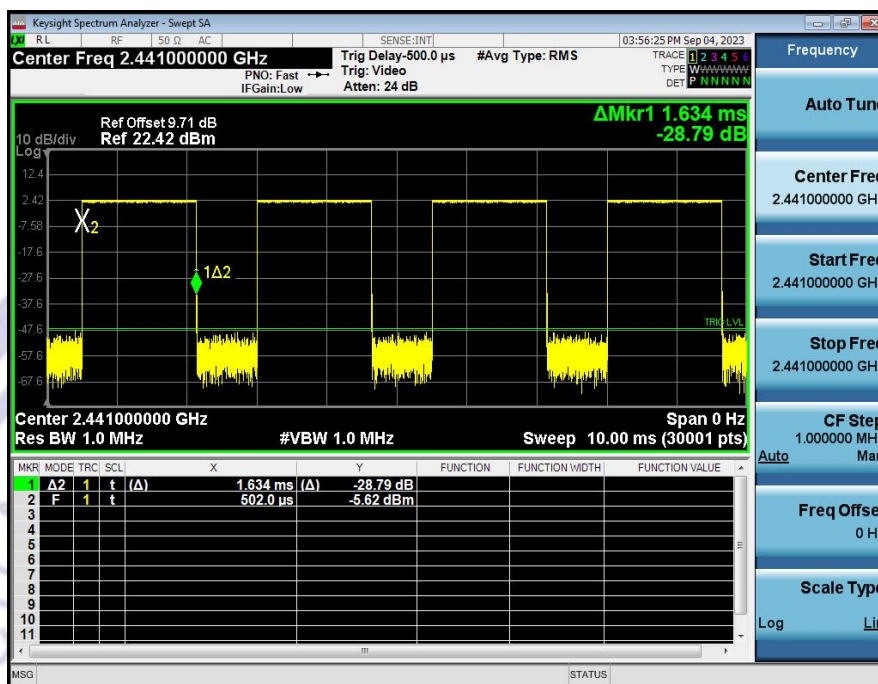 Keysight Spectrum Analyzer - Swept SA
LXI RL RF 50 Ω AC SENSE:INT 03:56:25 PM Sep 04, 2023
Center Freq 2.441000000 GHz
PNO: Fast
IFGain:Low
Trig Delay-500.0 µs
Trig: Video
Atten: 24 dB
#Avg Type: RMS
TRACE 1 2 3 4 5 6
TYPE WWWWWW
DET P N N N N N
Ref Offset 9.71 dB
10 dB/div Ref 22.42 dBm
Log
ΔMkr1 1.634 ms
-28.79 dB
12.4
2.42
-7.58
-17.6
-27.6
-37.6
-47.6
-57.6
-67.6
X2
1Δ2
TRIG LVL
Center 2.441000000 GHz Span 0 Hz
Res BW 1.0 MHz #VBW 1.0 MHz Sweep 10.00 ms (30001 pts)
MKR MODE TRC SCL X Y FUNCTION FUNCTION WIDTH FUNCTION VALUE
1 Δ2 1 t (Δ) 1.634 ms (Δ) -28.79 dB
2 F 1 t 502.0 µs -5.62 dBm
3
4
5
6
7
8
9
10
11
MSG STATUS
Frequency
Auto Tun
Center Fre
2.441000000 GH
Start Fre
2.441000000 GH
Stop Fre
2.441000000 GH
CF Step
1.000000 MH
Auto Ma
Freq Offse
0 H
Scale Type
Log Li